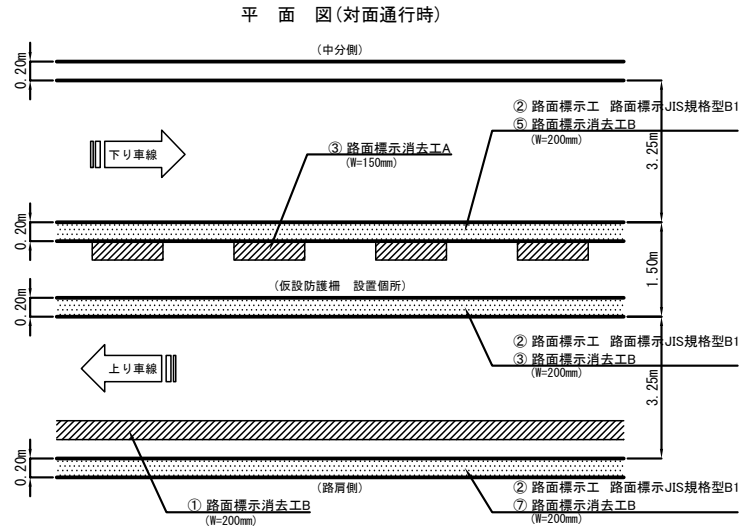 平 面 図(対面通行時)
(中分側)
0.20m
② 路面標示工 路面標示JIS規格型B1
⑤ 路面標示消去工B
(W=200mm)
3.25m
下り車線
③ 路面標示消去工A
(W=150mm)
0.20m
1.50m
(仮設防護柵 設置個所)
0.20m
② 路面標示工 路面標示JIS規格型B1
③ 路面標示消去工B
(W=200mm)
上り車線
3.25m
0.20m
(路肩側)
① 路面標示消去工B
(W=200mm)
② 路面標示工 路面標示JIS規格型B1
⑦ 路面標示消去工B
(W=200mm)